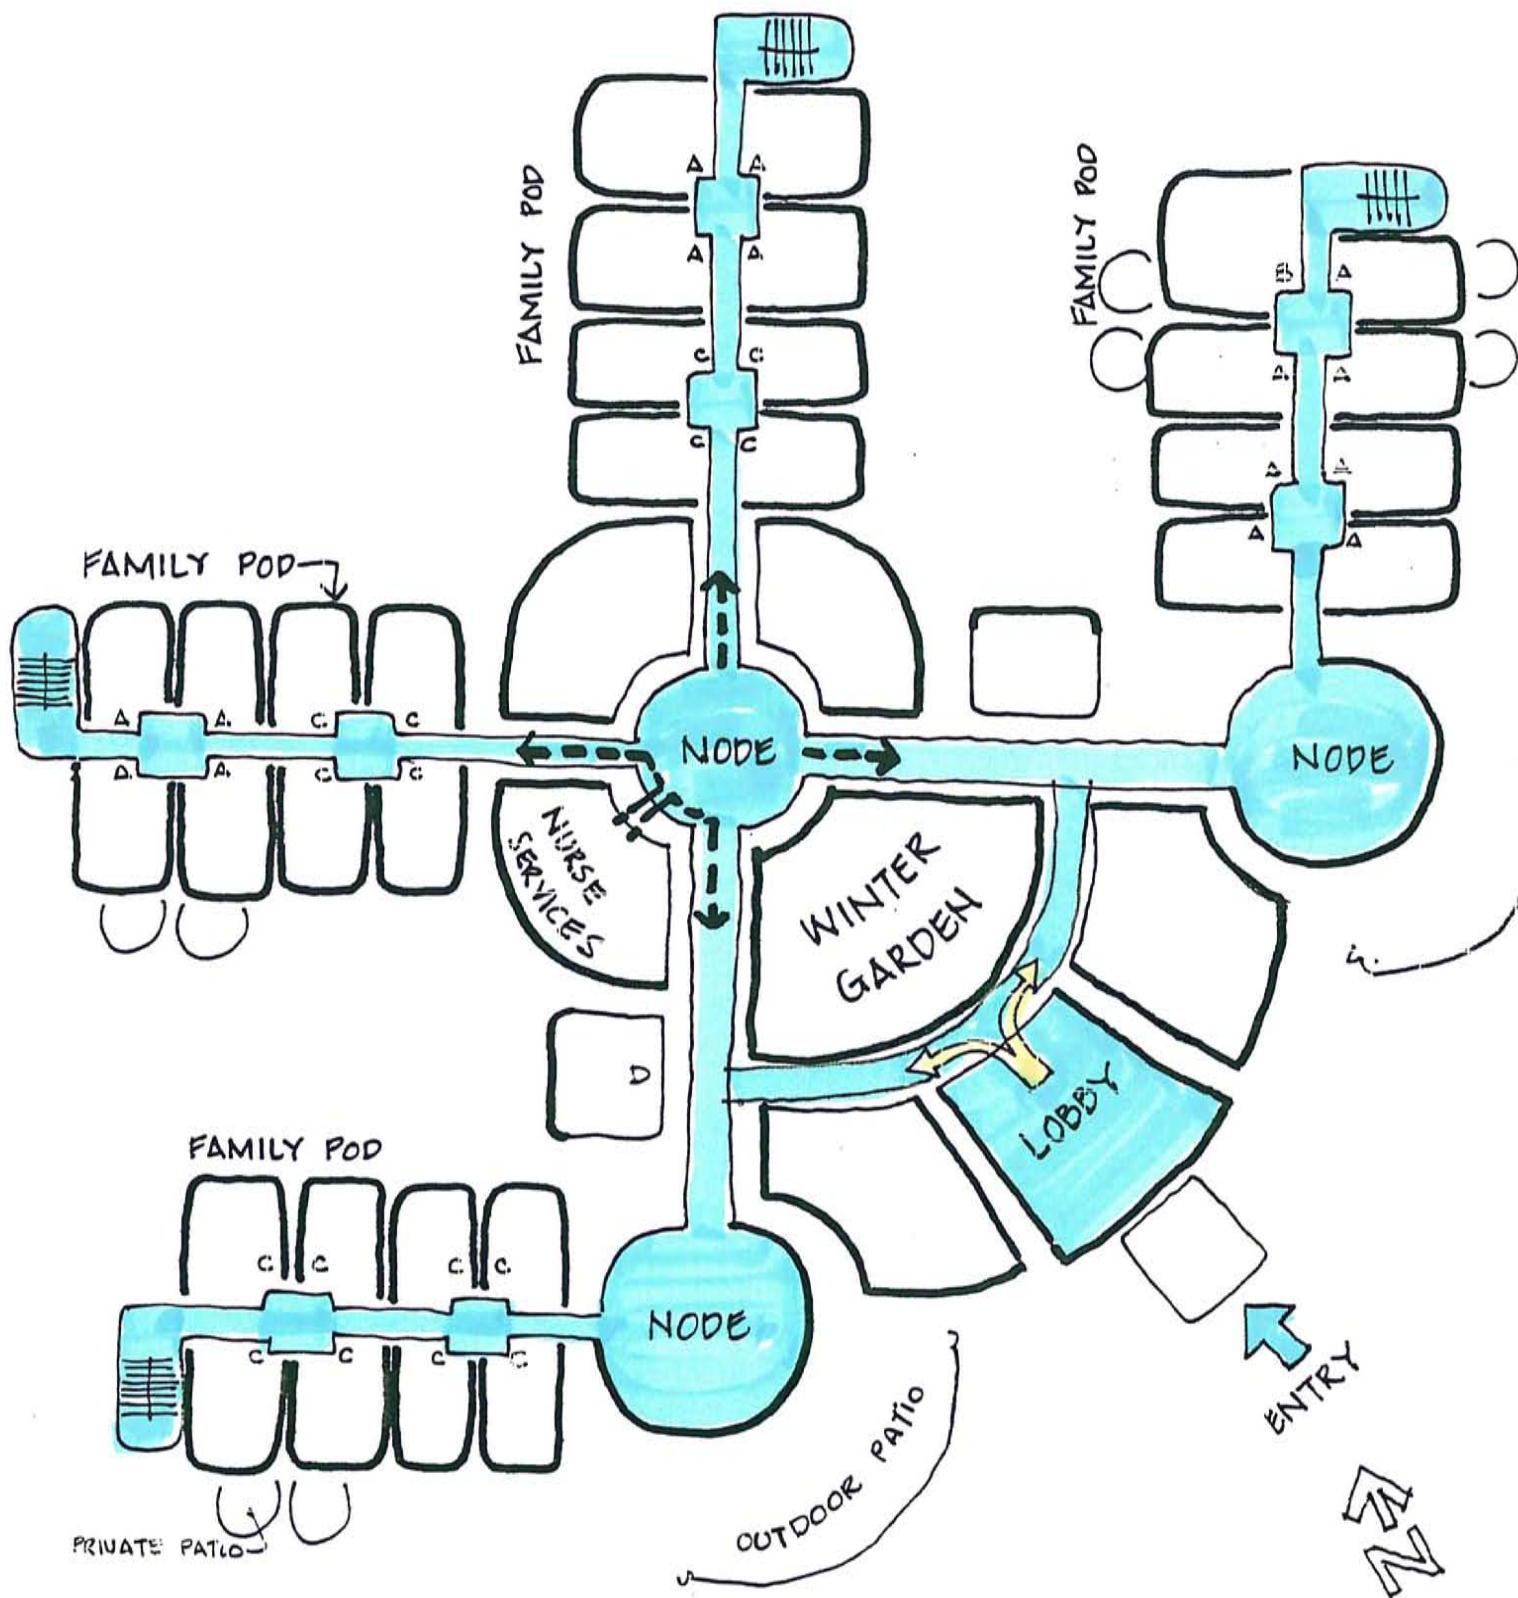 FAMILY POD
A A
A A.
C C
C C
FAMILY POD
B A
A A
A A
A A
FAMILY POD
A. A. C. C
A A. C C
NODE
NODE
NURSE
SERVICES
WINTER
GARDEN
D
LOBBY
FAMILY POD
C C. C C.
C C C C
NODE
ENTRY
OUTDOOR PATIO
PRIVATE PATIO
N